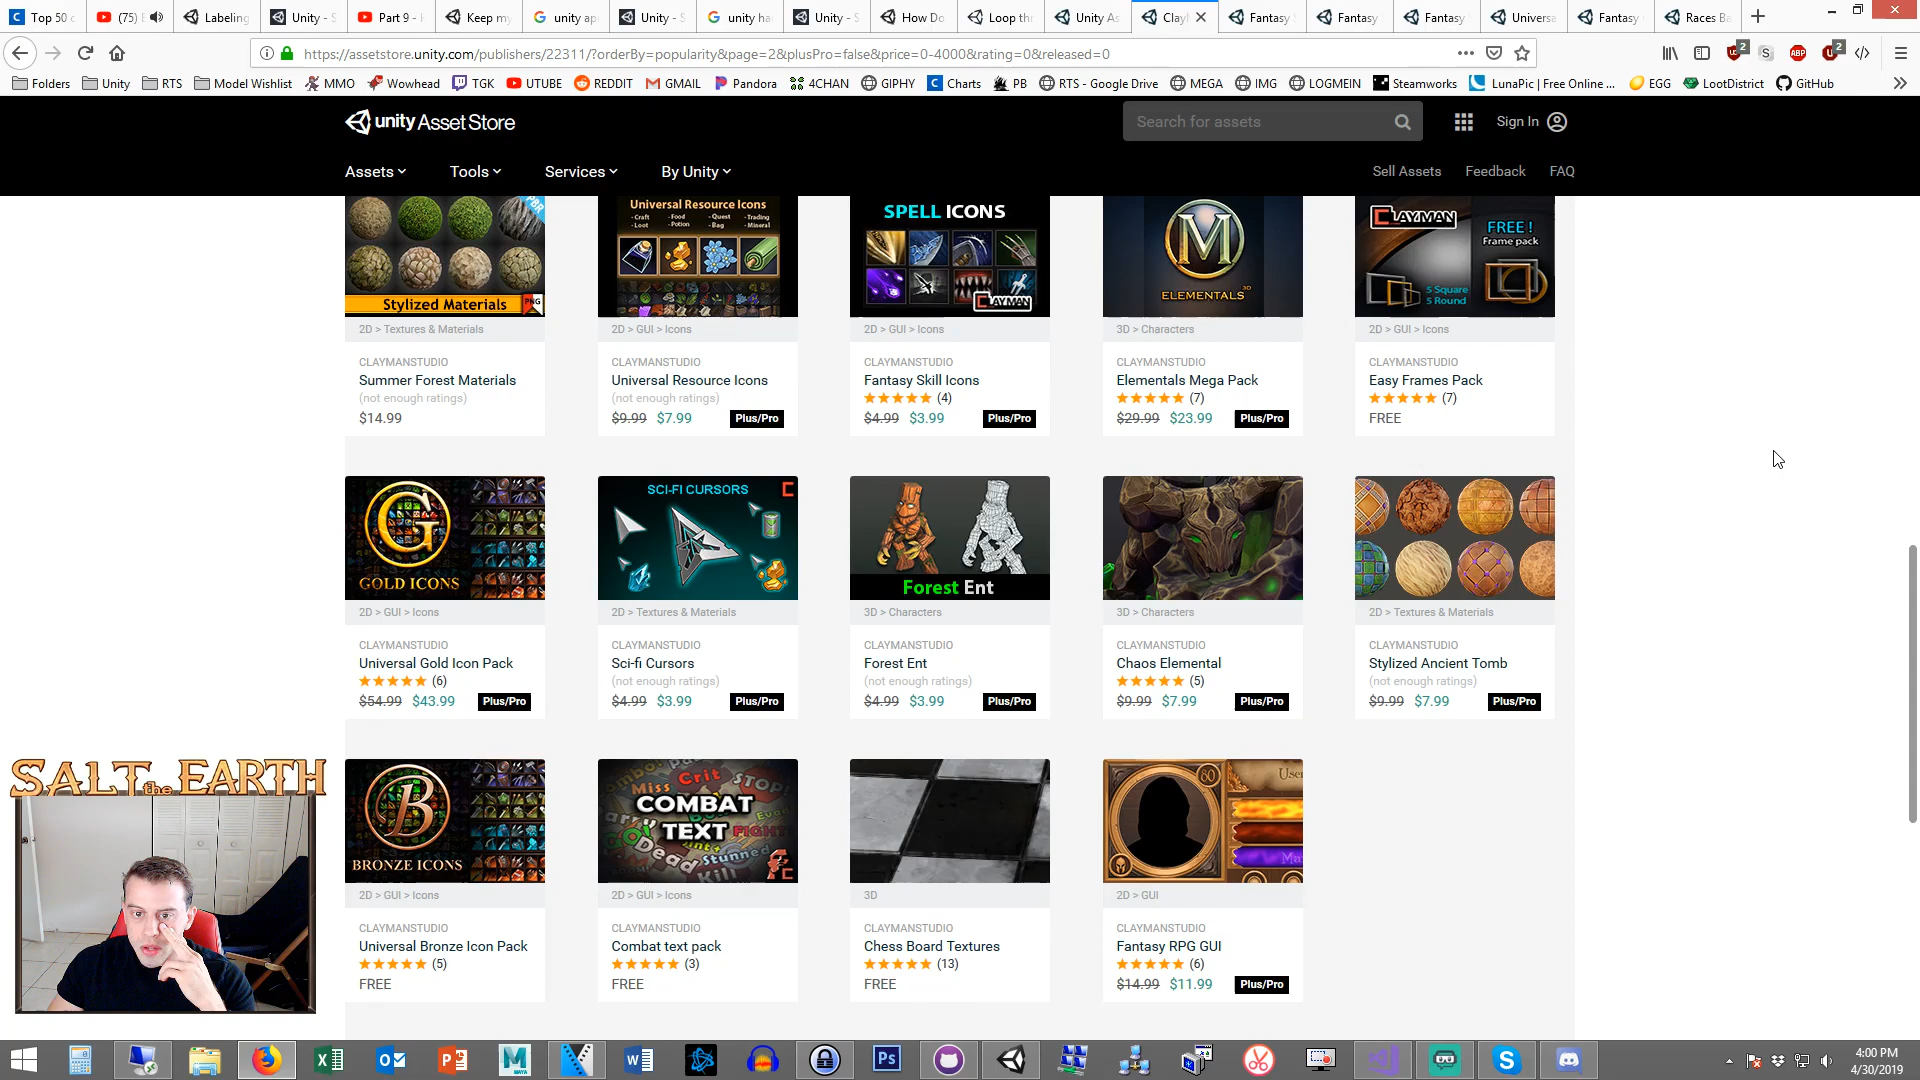 Top 50 c
(75)
Labeling
Unity - S
Part 9 -
Keep my
unity ap
Unity - S
unity ha
Unity - S
How Do
Loop thr
Unity As
Clay
Fantasy
Fantasy
Fantasy
Universa
Fantasy
Races Ba
https://assetstore.unity.com/publishers/22311/?orderBy=popularity&page=2&plusPro=false&price=0-4000&rating=0&released=0
2
ABP
2
Folders
Unity
RTS
Model Wishlist
MMO
Wowhead
TGK
UTUBE
REDDIT
GMAIL
Pandora
4CHAN
GIPHY
Charts
PB
RTS - Google Drive
MEGA
IMG
LOGMEIN
Steamworks
LunaPic | Free Online ...
EGG
LootDistrict
GitHub
unity Asset Store
Search for assets
Sign In
Assets
Tools
Services
By Unity
Sell Assets
Feedback
FAQ
PBR
Stylized Materials
PNG
Universal Resource Icons
- Craft - Food - Quest - Trading
- Loot - Potion - Bag - Mineral
SPELL ICONS
CLAYMAN
M
ELEMENTALS 3D
CLAYMAN
FREE !
Frame pack
5 Square
5 Round
2D > Textures & Materials
2D > GUI > Icons
2D > GUI > Icons
3D > Characters
2D > GUI > Icons
CLAYMANSTUDIO
CLAYMANSTUDIO
CLAYMANSTUDIO
CLAYMANSTUDIO
CLAYMANSTUDIO
Summer Forest Materials
Universal Resource Icons
Fantasy Skill Icons
Elementals Mega Pack
Easy Frames Pack
(not enough ratings)
(not enough ratings)
(4)
(7)
(7)
$14.99
$9.99 $7.99 Plus/Pro
$4.99 $3.99 Plus/Pro
$29.99 $23.99 Plus/Pro
FREE
G
GOLD ICONS
SCI-FI CURSORS
C
Forest Ent
2D > GUI > Icons
2D > Textures & Materials
3D > Characters
3D > Characters
2D > Textures & Materials
CLAYMANSTUDIO
CLAYMANSTUDIO
CLAYMANSTUDIO
CLAYMANSTUDIO
CLAYMANSTUDIO
Universal Gold Icon Pack
Sci-fi Cursors
Forest Ent
Chaos Elemental
Stylized Ancient Tomb
(6)
(not enough ratings)
(not enough ratings)
(5)
(not enough ratings)
$54.99 $43.99 Plus/Pro
$4.99 $3.99 Plus/Pro
$4.99 $3.99 Plus/Pro
$9.99 $7.99 Plus/Pro
$9.99 $7.99 Plus/Pro
SALT the EARTH
B
BRONZE ICONS
Crit
STOP!
Miss
COMBAT
TEXT
FIGHT
Dead
Stunned
Kill
80
User
2D > GUI > Icons
2D > GUI > Icons
3D
2D > GUI
CLAYMANSTUDIO
CLAYMANSTUDIO
CLAYMANSTUDIO
CLAYMANSTUDIO
Universal Bronze Icon Pack
Combat text pack
Chess Board Textures
Fantasy RPG GUI
(5)
(3)
(13)
(6)
FREE
FREE
FREE
$14.99 $11.99 Plus/Pro
4:00 PM
4/30/2019